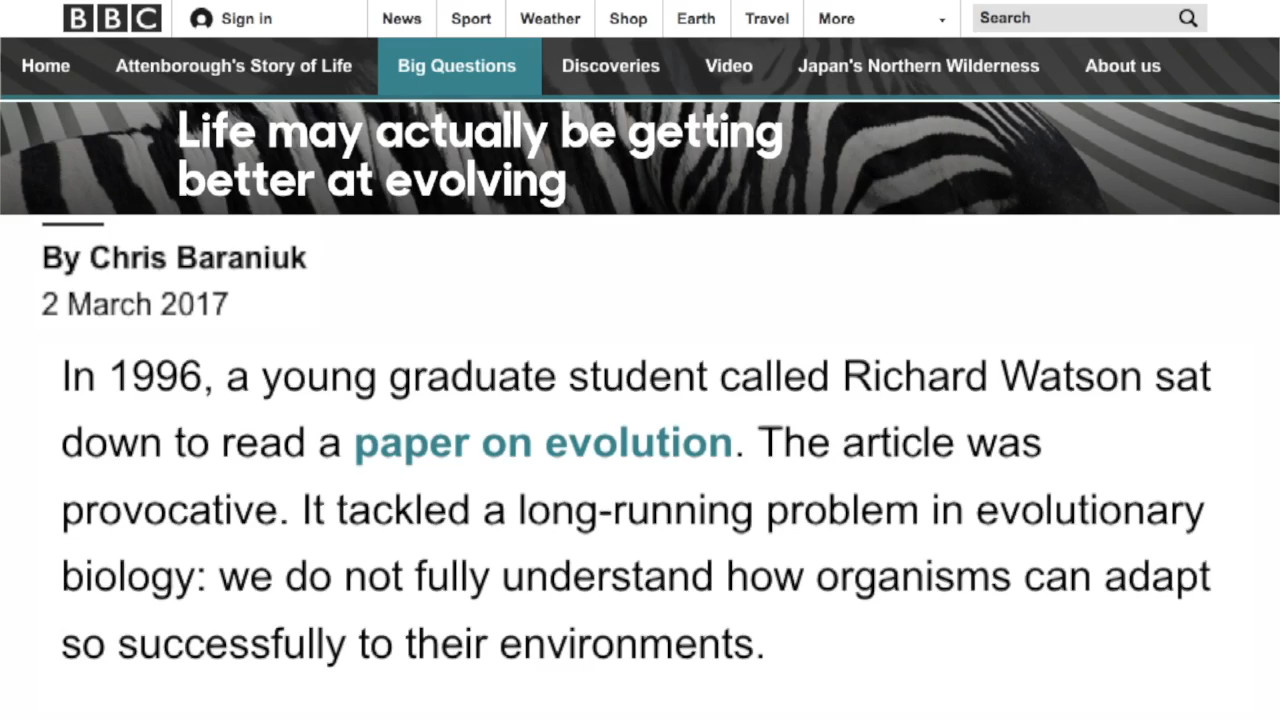 BBC Sign in News Sport Weather Shop Earth Travel More Search
Home Attenborough's Story of Life Big Questions Discoveries Video Japan's Northern Wilderness About us
Life may actually be getting
better at evolving
By Chris Baraniuk
2 March 2017
In 1996, a young graduate student called Richard Watson sat
down to read a paper on evolution. The article was
provocative. It tackled a long-running problem in evolutionary
biology: we do not fully understand how organisms can adapt
so successfully to their environments.